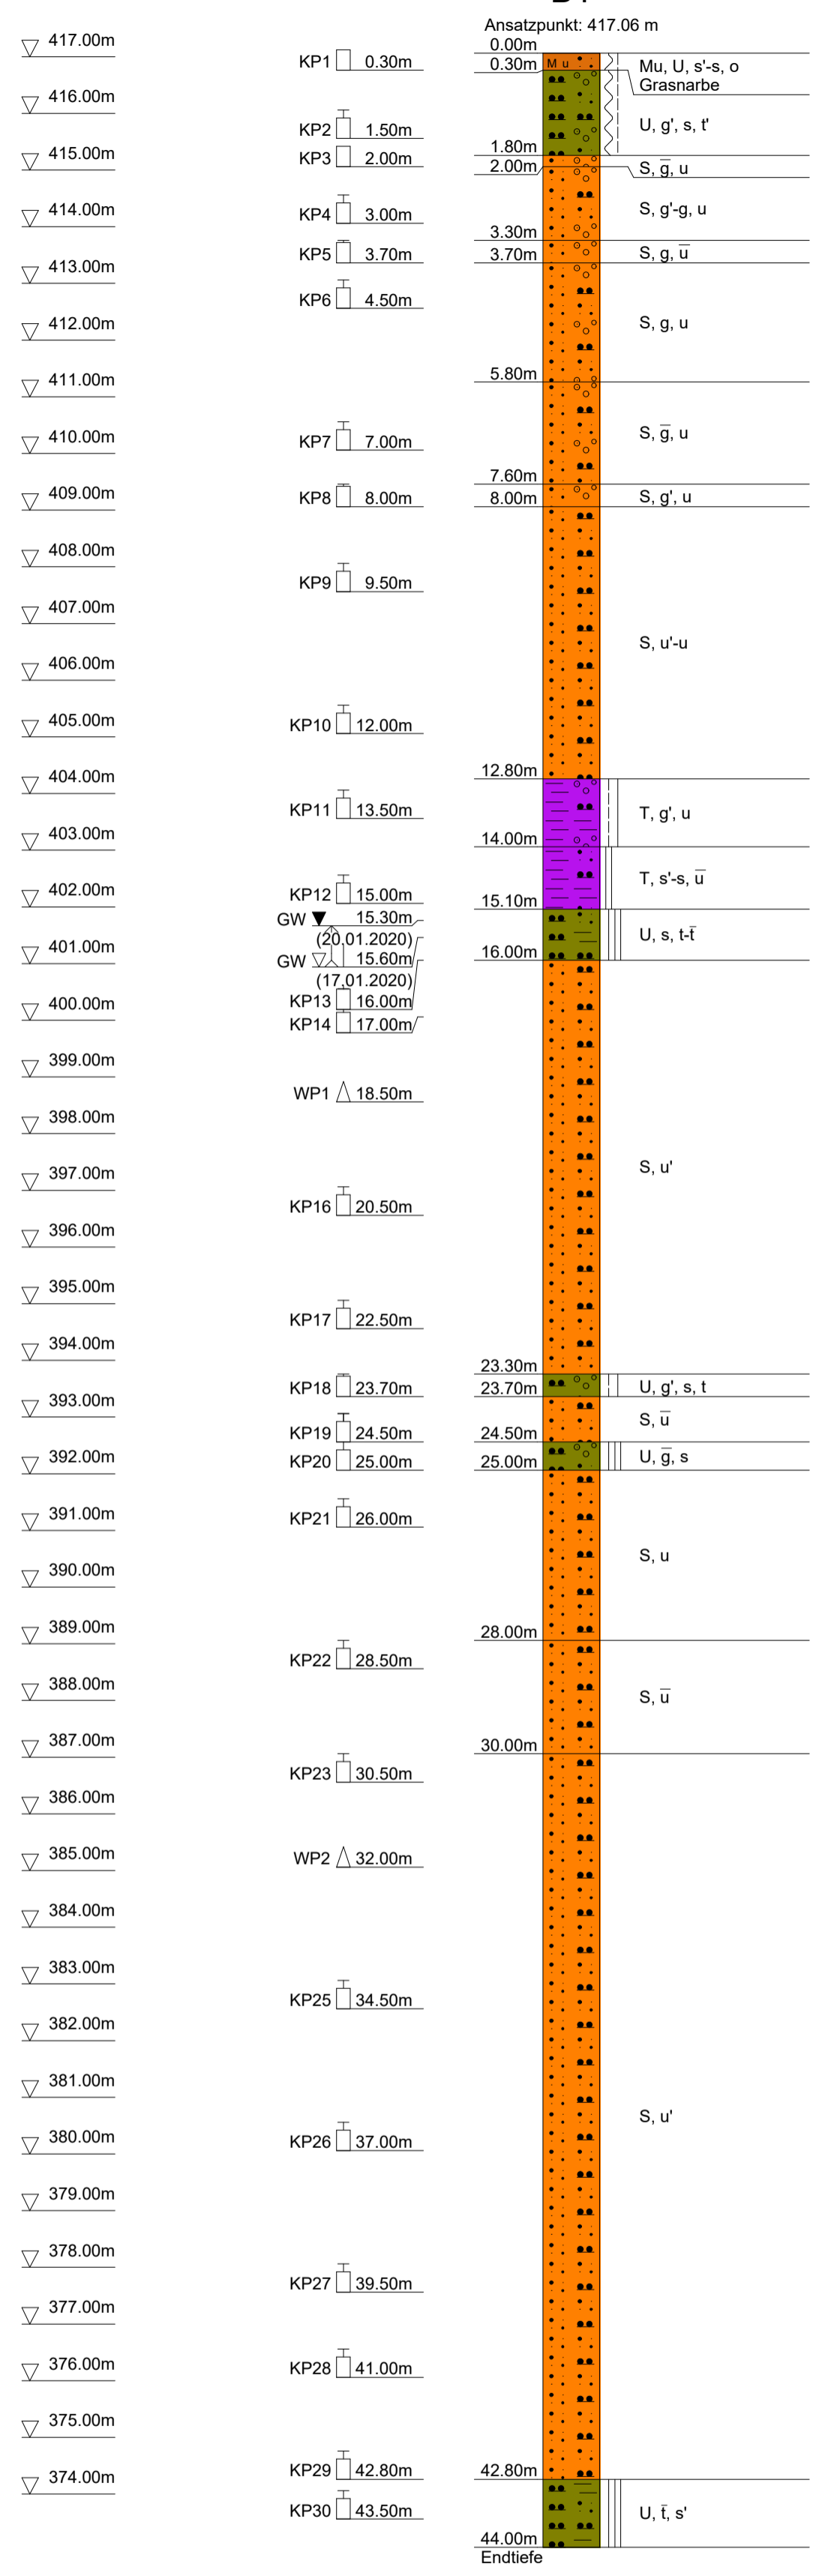 Ansatzpunkt: 417.06 m
417.00m
0.00m
KP1 0.30m
0.30m
M u
Mu, U, s'-s, o
Grasnarbe
416.00m
KP2 1.50m
U, g', s, t'
415.00m
KP3 2.00m
1.80m
2.00m
S, g̅, u
414.00m
KP4 3.00m
S, g'-g, u
3.30m
413.00m
KP5 3.70m
3.70m
S, g, u̅
KP6 4.50m
412.00m
S, g, u
411.00m
5.80m
410.00m
KP7 7.00m
S, g̅, u
7.60m
409.00m
KP8 8.00m
8.00m
S, g', u
408.00m
KP9 9.50m
407.00m
S, u'-u
406.00m
405.00m
KP10 12.00m
404.00m
12.80m
KP11 13.50m
T, g', u
403.00m
14.00m
402.00m
KP12 15.00m
T, s'-s, u̅
15.10m
GW 15.30m
(20.01.2020)
U, s, t-t̅
401.00m
GW 15.60m
16.00m
(17.01.2020)
KP13 16.00m
400.00m
KP14 17.00m
399.00m
WP1 18.50m
398.00m
397.00m
S, u'
KP16 20.50m
396.00m
395.00m
KP17 22.50m
394.00m
23.30m
393.00m
KP18 23.70m
23.70m
U, g', s, t
KP19 24.50m
24.50m
S, u̅
392.00m
KP20 25.00m
25.00m
U, g̅, s
391.00m
KP21 26.00m
S, u
390.00m
389.00m
28.00m
KP22 28.50m
388.00m
S, u̅
387.00m
30.00m
KP23 30.50m
386.00m
385.00m
WP2 32.00m
384.00m
383.00m
KP25 34.50m
382.00m
381.00m
S, u'
380.00m
KP26 37.00m
379.00m
378.00m
KP27 39.50m
377.00m
376.00m
KP28 41.00m
375.00m
374.00m
KP29 42.80m
42.80m
KP30 43.50m
U, t̅, s'
44.00m
Endtiefe